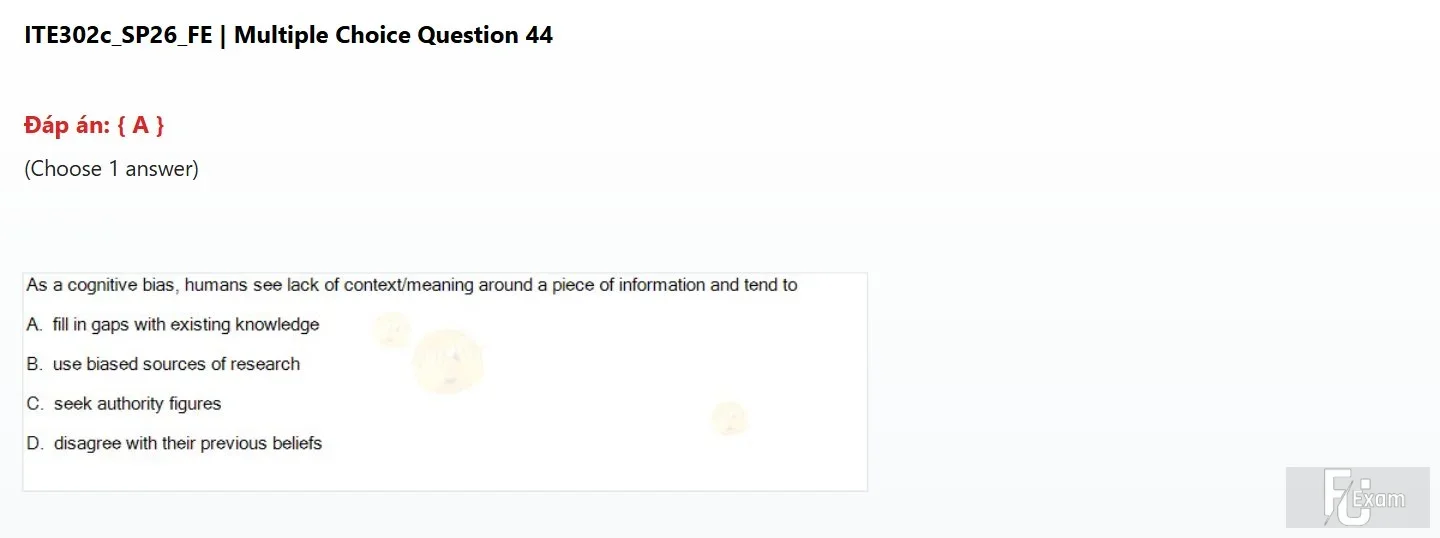 ITE302c_SP26_FE | Multiple Choice Question 44
Đáp án: { A }
(Choose 1 answer)
As a cognitive bias, humans see lack of context/meaning around a piece of information and tend to
A. fill in gaps with existing knowledge
B. use biased sources of research
C. seek authority figures
D. disagree with their previous beliefs
FU Exam